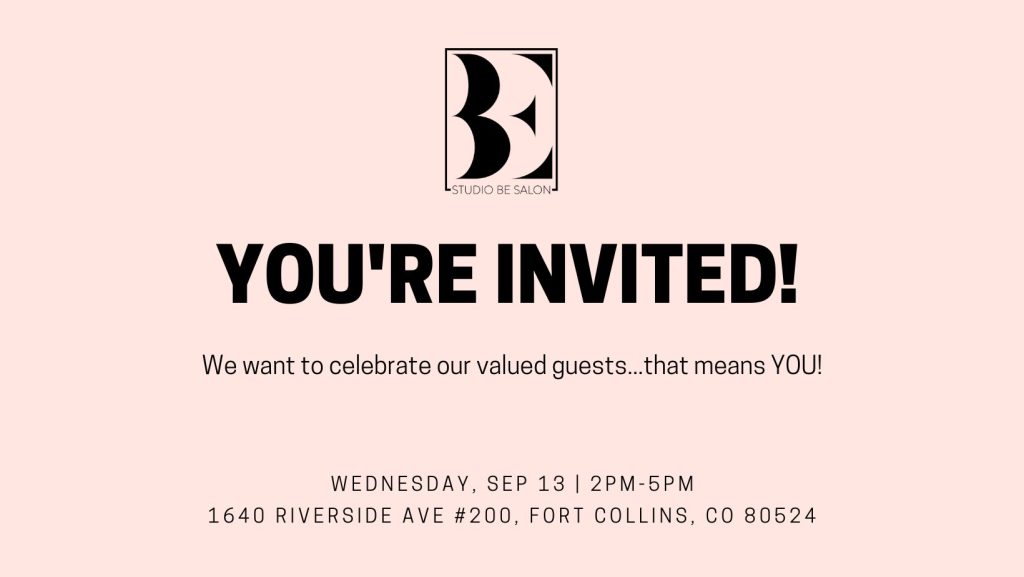 BE
STUDIO BE SALON
YOU'RE INVITED!
We want to celebrate our valued guests...that means YOU!
WEDNESDAY, SEP 13 | 2PM-5PM
1640 RIVERSIDE AVE #200, FORT COLLINS, CO 80524